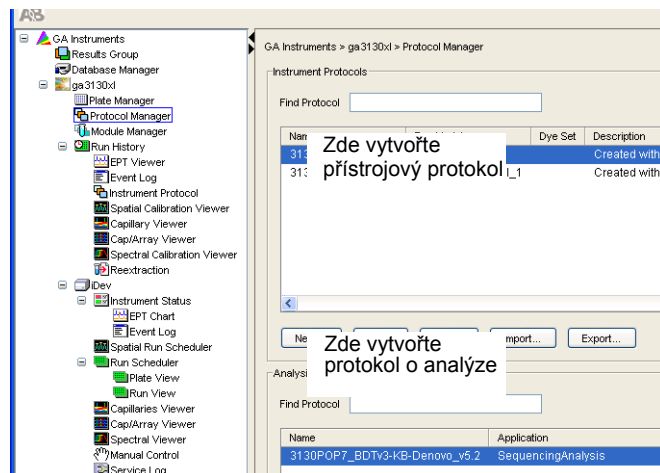 AB
GA Instruments
Results Group
Database Manager
ga3130xl
Plate Manager
Protocol Manager
Module Manager
Run History
EPT Viewer
Event Log
Instrument Protocol
Spatial Calibration Viewer
Capillary Viewer
Cap/Array Viewer
Spectral Calibration Viewer
Reextraction
iDev
Instrument Status
EPT Chart
Event Log
Spatial Run Scheduler
Run Scheduler
Plate View
Run View
Capillaries Viewer
Cap/Array Viewer
Spectral Viewer
Manual Control
Service Log
GA Instruments > ga3130xl > Protocol Manager
Instrument Protocols
Find Protocol
Dye Set Description
Created with
Created with
Zde vytvořte
přístrojový protokol
Import... Export...
Zde vytvořte
protokol o analýze
Find Protocol
Name Application
3130POP7_BDTv3-KB-Denovo_v5.2 SequencingAnalysis